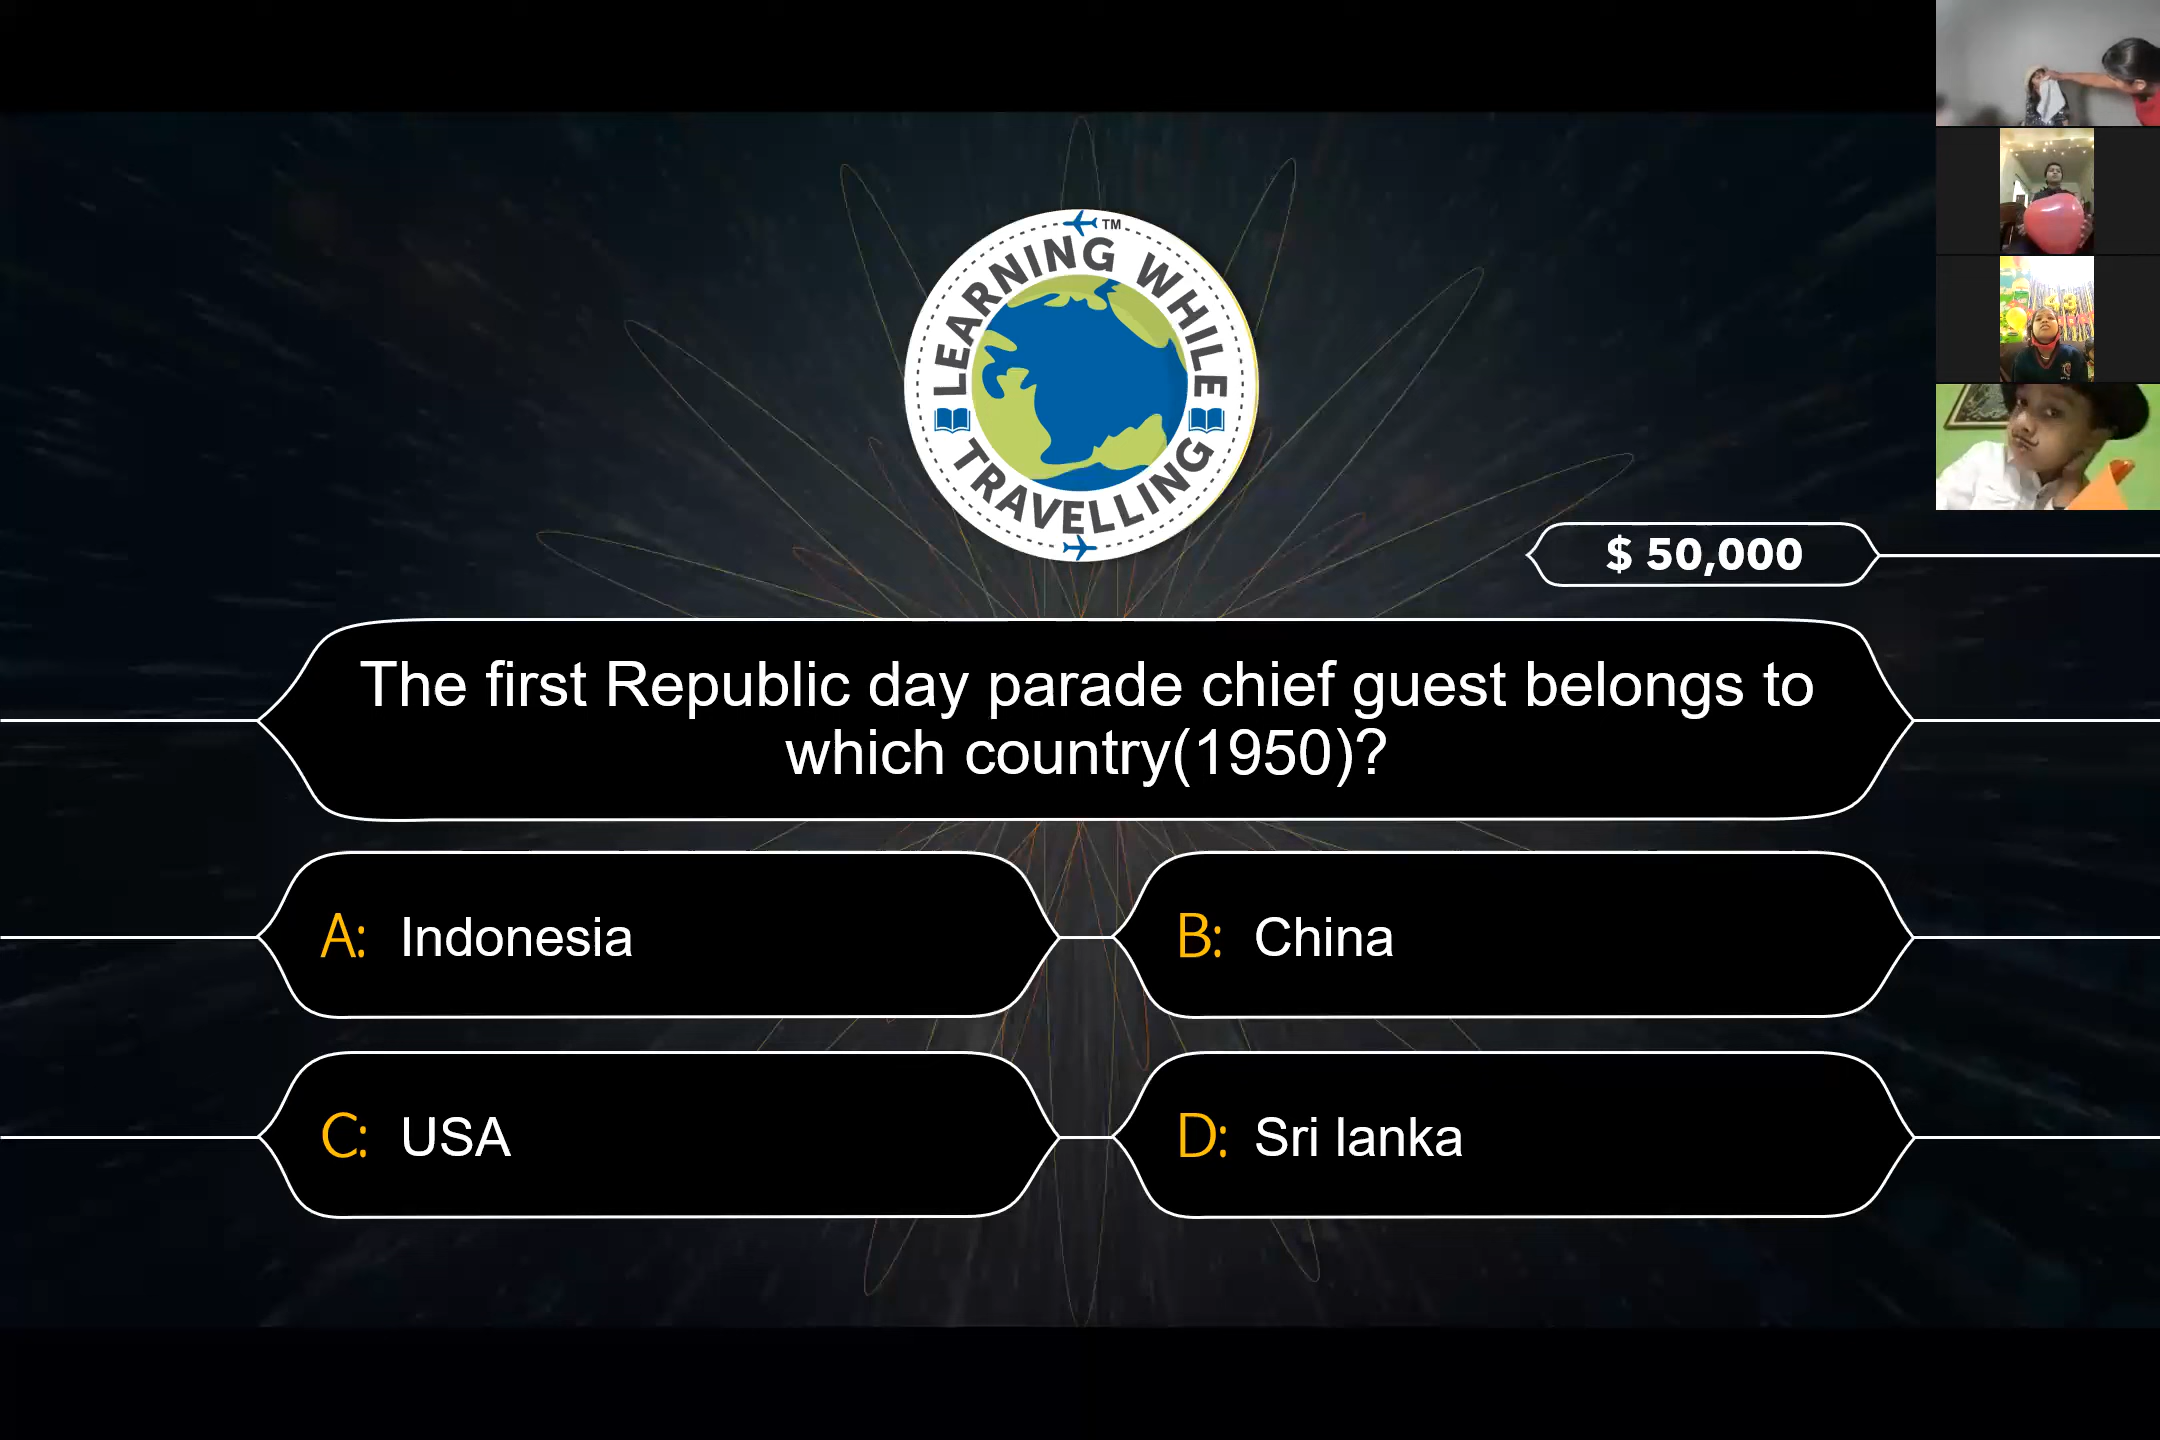 LEARNING WHILE
TRAVELLING
TM
$ 50,000
The first Republic day parade chief guest belongs to
which country(1950)?
A: Indonesia
B: China
C: USA
D: Sri lanka